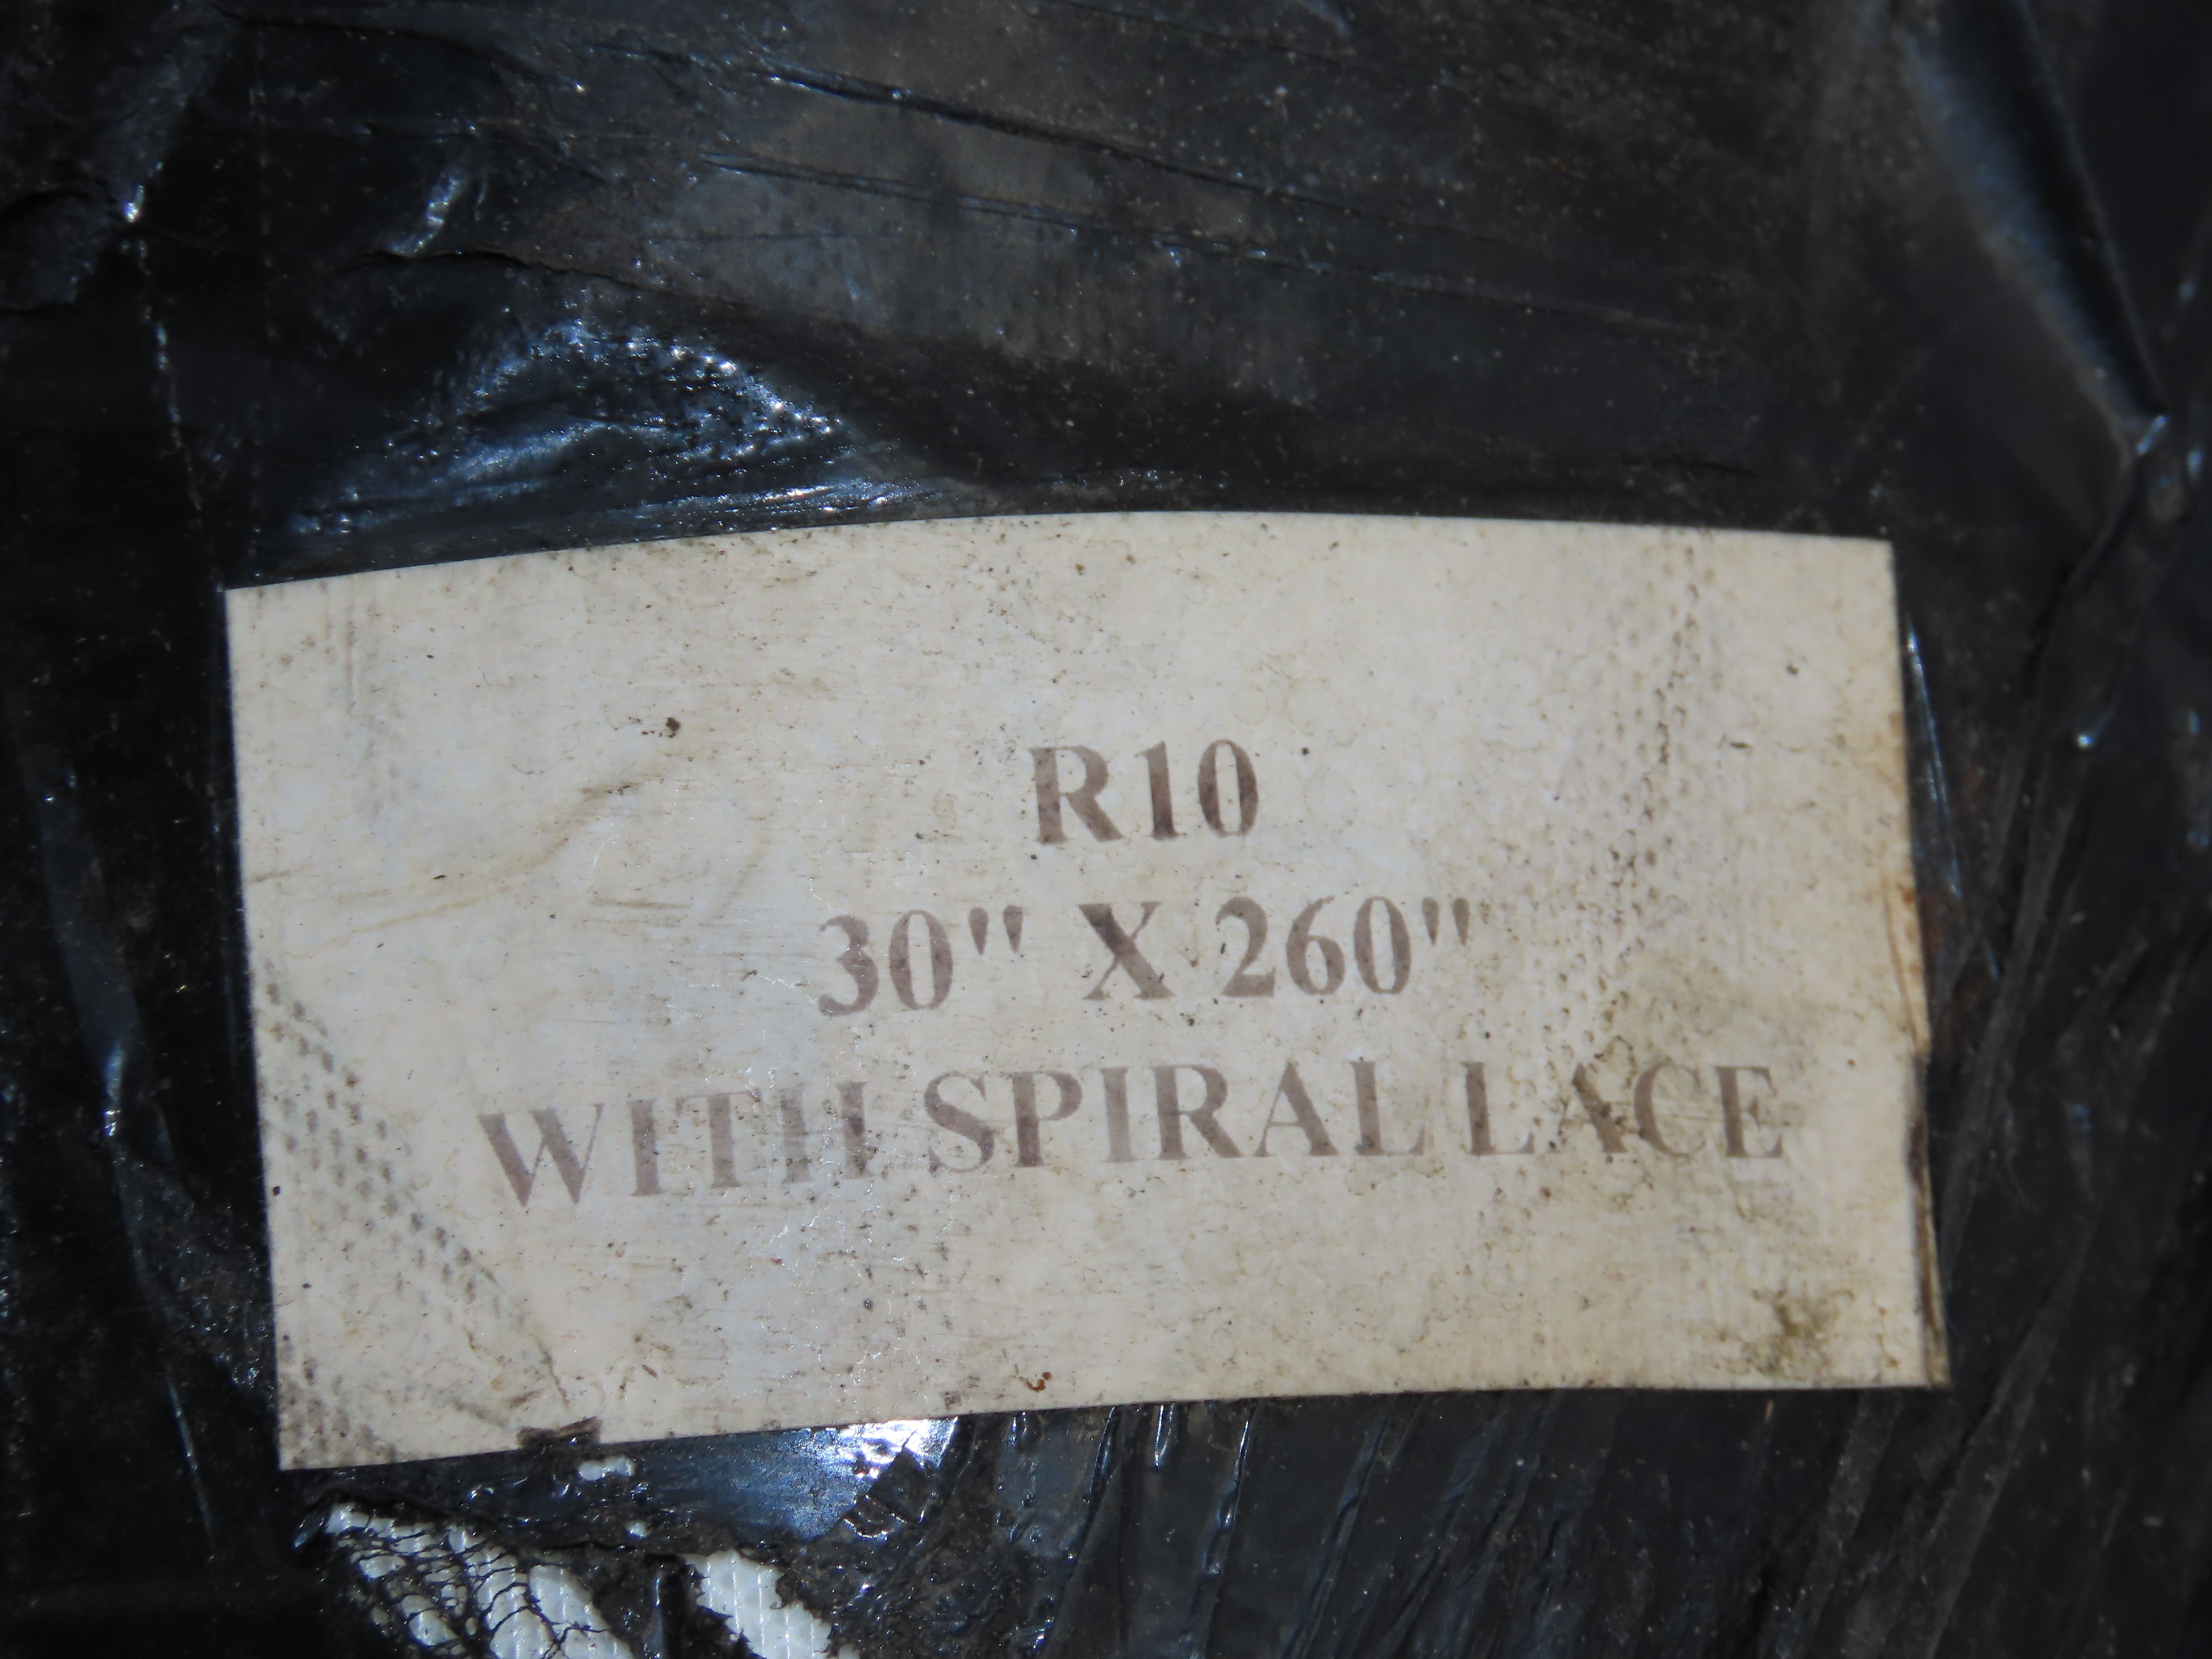 R10
30" X 260"
WITH SPIRAL LACE